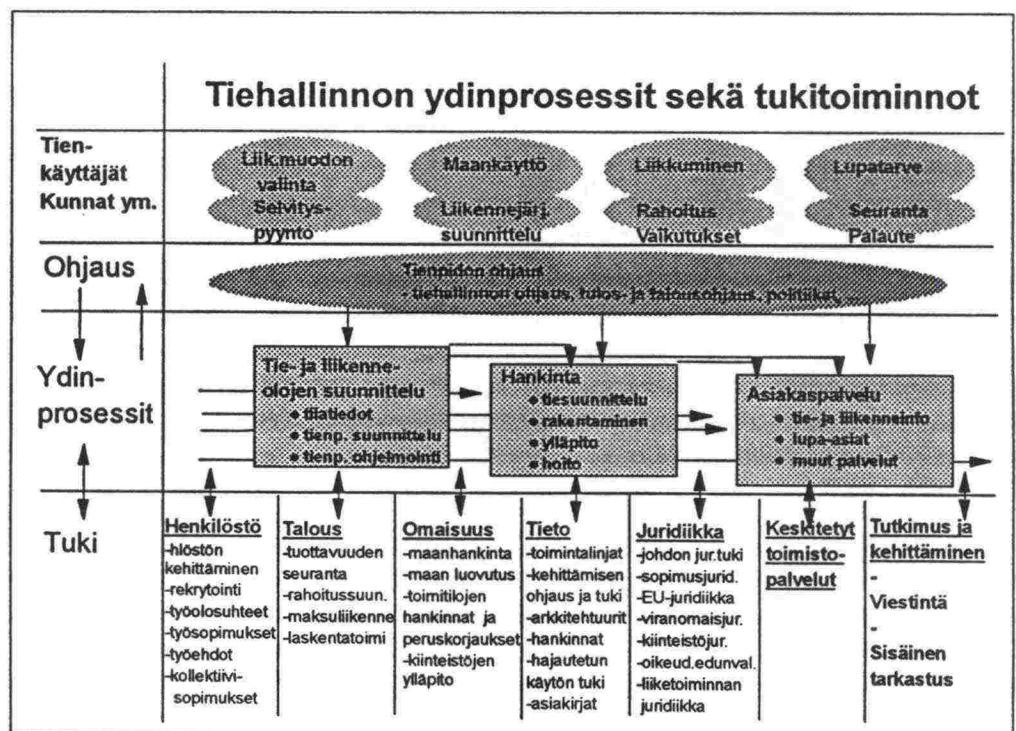 Tiehallinnon ydinprosessit sekä tukitoiminnot
Tien-
käyttäjät
Kunnat ym.
Liik.muodon
valinta
Selvitys-
pyynto
Maankäyttö
Liikennejärj.
suunnittelu
Liikkuminen
Rahoitus
Vaikutukset
Lupatarve
Seuranta
Palaute
Ohjaus
Tienpidon ohjaus
- tiehallinnon ohjaus, tulos- ja talousohjaus, politiikat, ...
Ydin-
prosessit
Tie- ja liikenne-
olojen suunnittelu
• tilatiedot
• tienp. suunnittelu
• tienp. ohjelmointi
Hankinta
• tiesuunnittelu
• rakentaminen
• ylläpito
• hoito
Asiakaspalvelu
• tie- ja liikenneinfo
• lupa-asiat
• muut palvelut
Tuki
Henkilöstö
-hlöstön
kehittäminen
-rekrytointi
-työolosuhteet
-työsopimukset
-työehdot
-kollektiivi-
sopimukset
Talous
-tuottavuuden
seuranta
-rahoitussuun.
-maksuliikenne
-laskentatoimi
Omaisuus
-maanhankinta
-maan luovutus
-toimitilojen
hankinnat ja
peruskorjaukset
-kiinteistöjen
ylläpito
Tieto
-toimintalinjat
-kehittämisen
ohjaus ja tuki
-arkkitehtuurit
-hankinnat
-hajautetun
käytön tuki
-asiakirjat
Juridiikka
-johdon jur.tuki
-sopimusjurid.
-EU-juridiikka
-viranomaisjur.
-kiinteistöjur.
-oikeud.edunval.
-liiketoiminnan
juridiikka
Keskitetyt
toimisto-
palvelut
Tutkimus ja
kehittäminen
-
Viestintä
-
Sisäinen
tarkastus